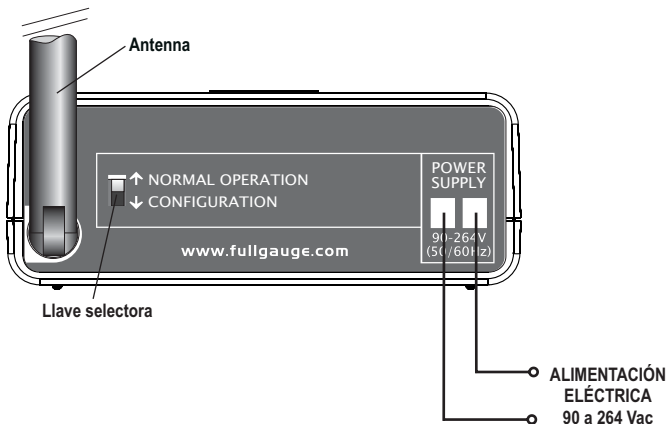 Antenna
↑ NORMAL OPERATION
↓ CONFIGURATION
POWER
SUPPLY
90-264V
(50/60Hz)
www.fullgauge.com
Llave selectora
ALIMENTACIÓN
ELÉCTRICA
90 a 264 Vac